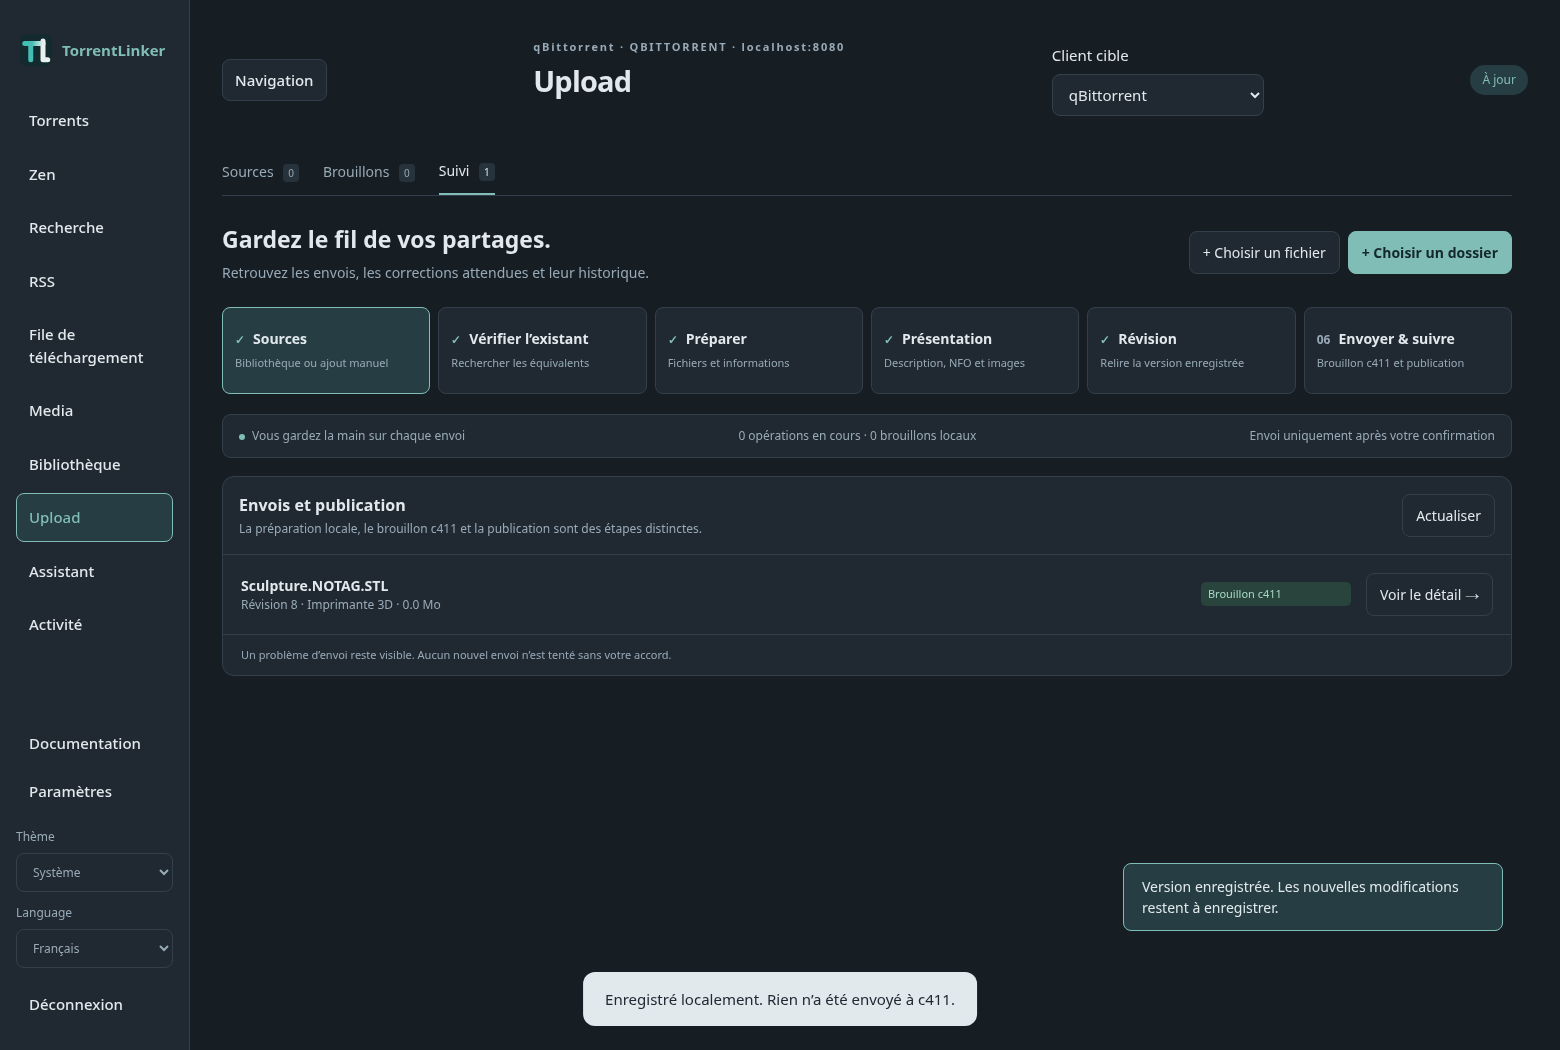 TorrentLinker
Torrents
Zen
Recherche
RSS
File de
téléchargement
Media
Bibliothèque
Upload
Assistant
Activité
Documentation
Paramètres
Thème
Système
Language
Français
Déconnexion
Navigation
qBittorrent · QBITTORRENT · localhost:8080
Upload
Client cible
qBittorrent
À jour
Sources 0 Brouillons 0 Suivi 1
Gardez le fil de vos partages.
Retrouvez les envois, les corrections attendues et leur historique.
+ Choisir un fichier
+ Choisir un dossier
✓ Sources
Bibliothèque ou ajout manuel
✓ Vérifier l’existant
Rechercher les équivalents
✓ Préparer
Fichiers et informations
✓ Présentation
Description, NFO et images
✓ Révision
Relire la version enregistrée
06 Envoyer & suivre
Brouillon c411 et publication
Vous gardez la main sur chaque envoi
0 opérations en cours · 0 brouillons locaux
Envoi uniquement après votre confirmation
Envois et publication
La préparation locale, le brouillon c411 et la publication sont des étapes distinctes.
Actualiser
Sculpture.NOTAG.STL
Révision 8 · Imprimante 3D · 0.0 Mo
Brouillon c411
Voir le détail →
Un problème d’envoi reste visible. Aucun nouvel envoi n’est tenté sans votre accord.
Version enregistrée. Les nouvelles modifications
restent à enregistrer.
Enregistré localement. Rien n’a été envoyé à c411.